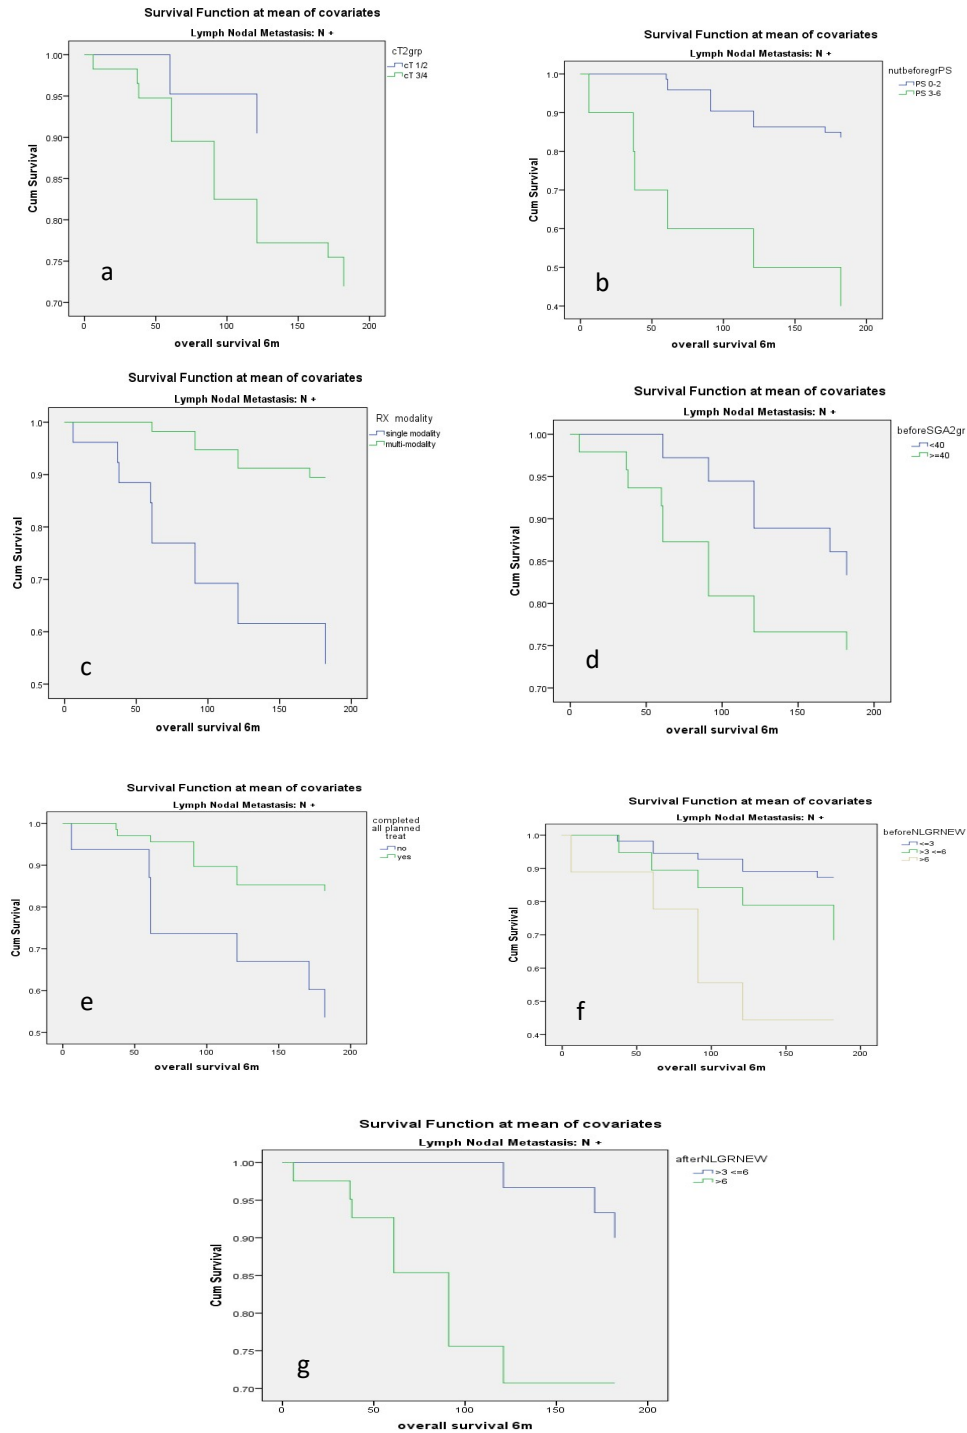 Survival Function at mean of covariates
Lymph Nodal Metastasis: N +
cT2grp
cT 1/2
cT 3/4
Cum Survival
1.00
0.95
0.90
0.85
0.80
0.75
0.70
a
0
50
100
150
200
overall survival 6m
Survival Function at mean of covariates
Lymph Nodal Metastasis: N +
nutbeforegrPS
PS 0-2
PS 3-6
Cum Survival
1.0
0.9
0.8
0.7
0.6
0.5
0.4
b
0
50
100
150
200
overall survival 6m
Survival Function at mean of covariates
Lymph Nodal Metastasis: N +
RX modality
single modality
multi-modality
Cum Survival
1.0
0.9
0.8
0.7
0.6
0.5
c
0
50
100
150
200
overall survival 6m
Survival Function at mean of covariates
Lymph Nodal Metastasis: N +
beforeSGA2gr
<40
>=40
Cum Survival
1.00
0.95
0.90
0.85
0.80
0.75
0.70
d
0
50
100
150
200
overall survival 6m
Survival Function at mean of covariates
Lymph Nodal Metastasis: N +
completed
all planned
treat
no
yes
Cum Survival
1.0
0.9
0.8
0.7
0.6
0.5
e
0
50
100
150
200
overall survival 6m
Survival Function at mean of covariates
Lymph Nodal Metastasis: N +
beforeNLGRNEW
<=3
>3 <=6
>6
Cum Survival
1.0
0.9
0.8
0.7
0.6
0.5
0.4
f
0
50
100
150
200
overall survival 6m
Survival Function at mean of covariates
Lymph Nodal Metastasis: N +
afterNLGRNEW
>3 <=6
>6
Cum Survival
1.00
0.95
0.90
0.85
0.80
0.75
0.70
g
0
50
100
150
200
overall survival 6m